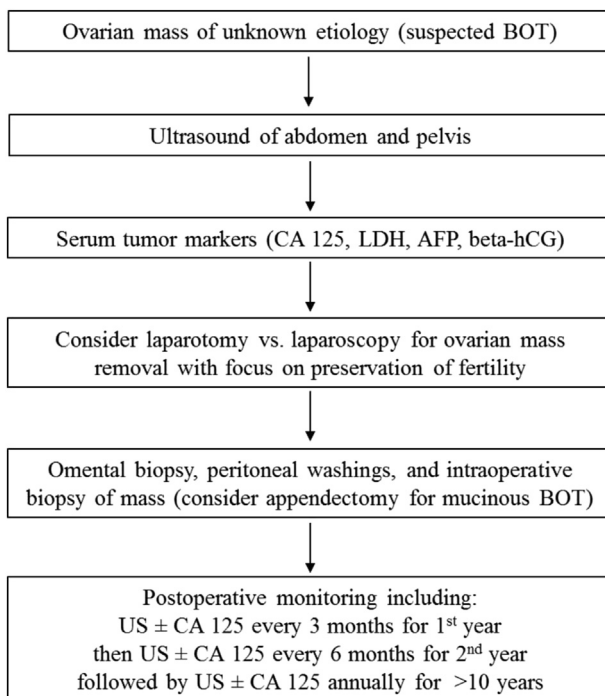 Ovarian mass of unknown etiology (suspected BOT)
Ultrasound of abdomen and pelvis
Serum tumor markers (CA 125, LDH, AFP, beta-hCG)
Consider laparotomy vs. laparoscopy for ovarian mass
removal with focus on preservation of fertility
Omental biopsy, peritoneal washings, and intraoperative
biopsy of mass (consider appendectomy for mucinous BOT)
Postoperative monitoring including:
US ± CA 125 every 3 months for 1st year
then US ± CA 125 every 6 months for 2nd year
followed by US ± CA 125 annually for >10 years